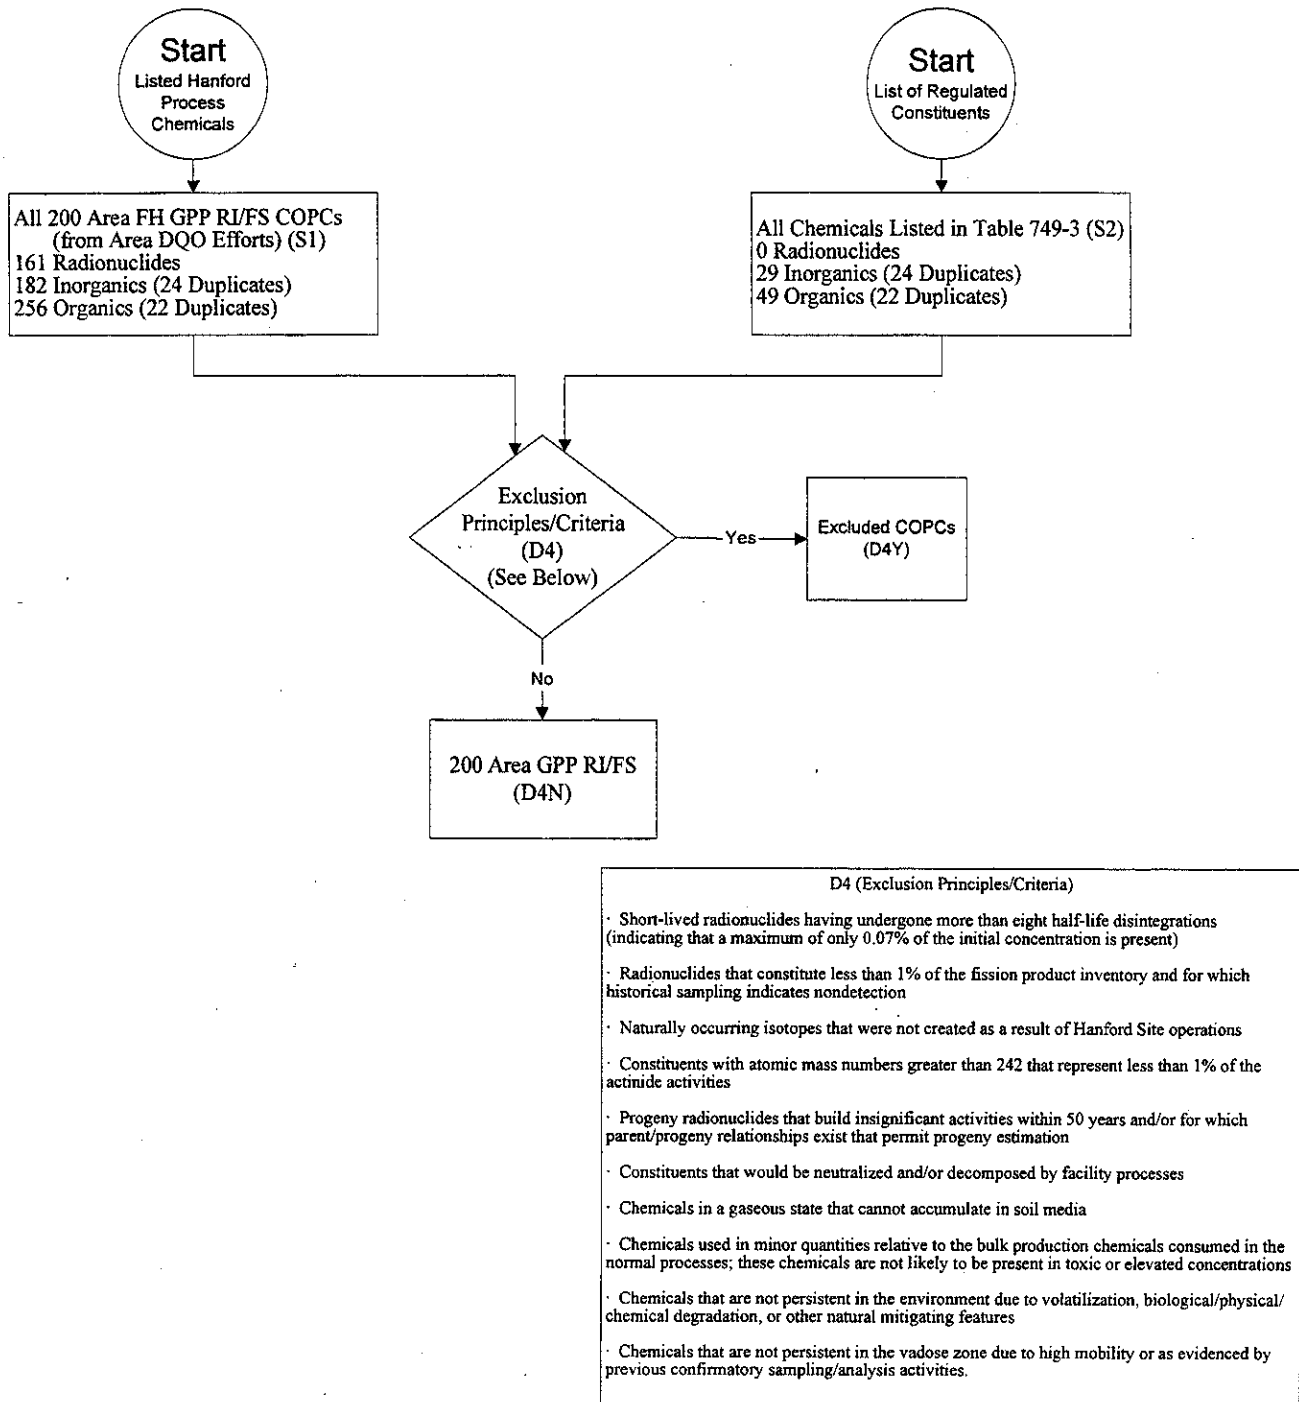 Start
Listed Hanford
Process
Chemicals
Start
List of Regulated
Constituents
All 200 Area FH GPP RI/FS COPCs
(from Area DQO Efforts) (S1)
161 Radionuclides
182 Inorganics (24 Duplicates)
256 Organics (22 Duplicates)
All Chemicals Listed in Table 749-3 (S2)
0 Radionuclides
29 Inorganics (24 Duplicates)
49 Organics (22 Duplicates)
Exclusion
Principles/Criteria
(D4)
(See Below)
Yes
Excluded COPCs
(D4Y)
No
200 Area GPP RI/FS
(D4N)
D4 (Exclusion Principles/Criteria)
· Short-lived radionuclides having undergone more than eight half-life disintegrations
(indicating that a maximum of only 0.07% of the initial concentration is present)
· Radionuclides that constitute less than 1% of the fission product inventory and for which
historical sampling indicates nondetection
· Naturally occurring isotopes that were not created as a result of Hanford Site operations
· Constituents with atomic mass numbers greater than 242 that represent less than 1% of the
actinide activities
· Progeny radionuclides that build insignificant activities within 50 years and/or for which
parent/progeny relationships exist that permit progeny estimation
· Constituents that would be neutralized and/or decomposed by facility processes
· Chemicals in a gaseous state that cannot accumulate in soil media
· Chemicals used in minor quantities relative to the bulk production chemicals consumed in the
normal processes; these chemicals are not likely to be present in toxic or elevated concentrations
· Chemicals that are not persistent in the environment due to volatilization, biological/physical/
chemical degradation, or other natural mitigating features
· Chemicals that are not persistent in the vadose zone due to high mobility or as evidenced by
previous confirmatory sampling/analysis activities.